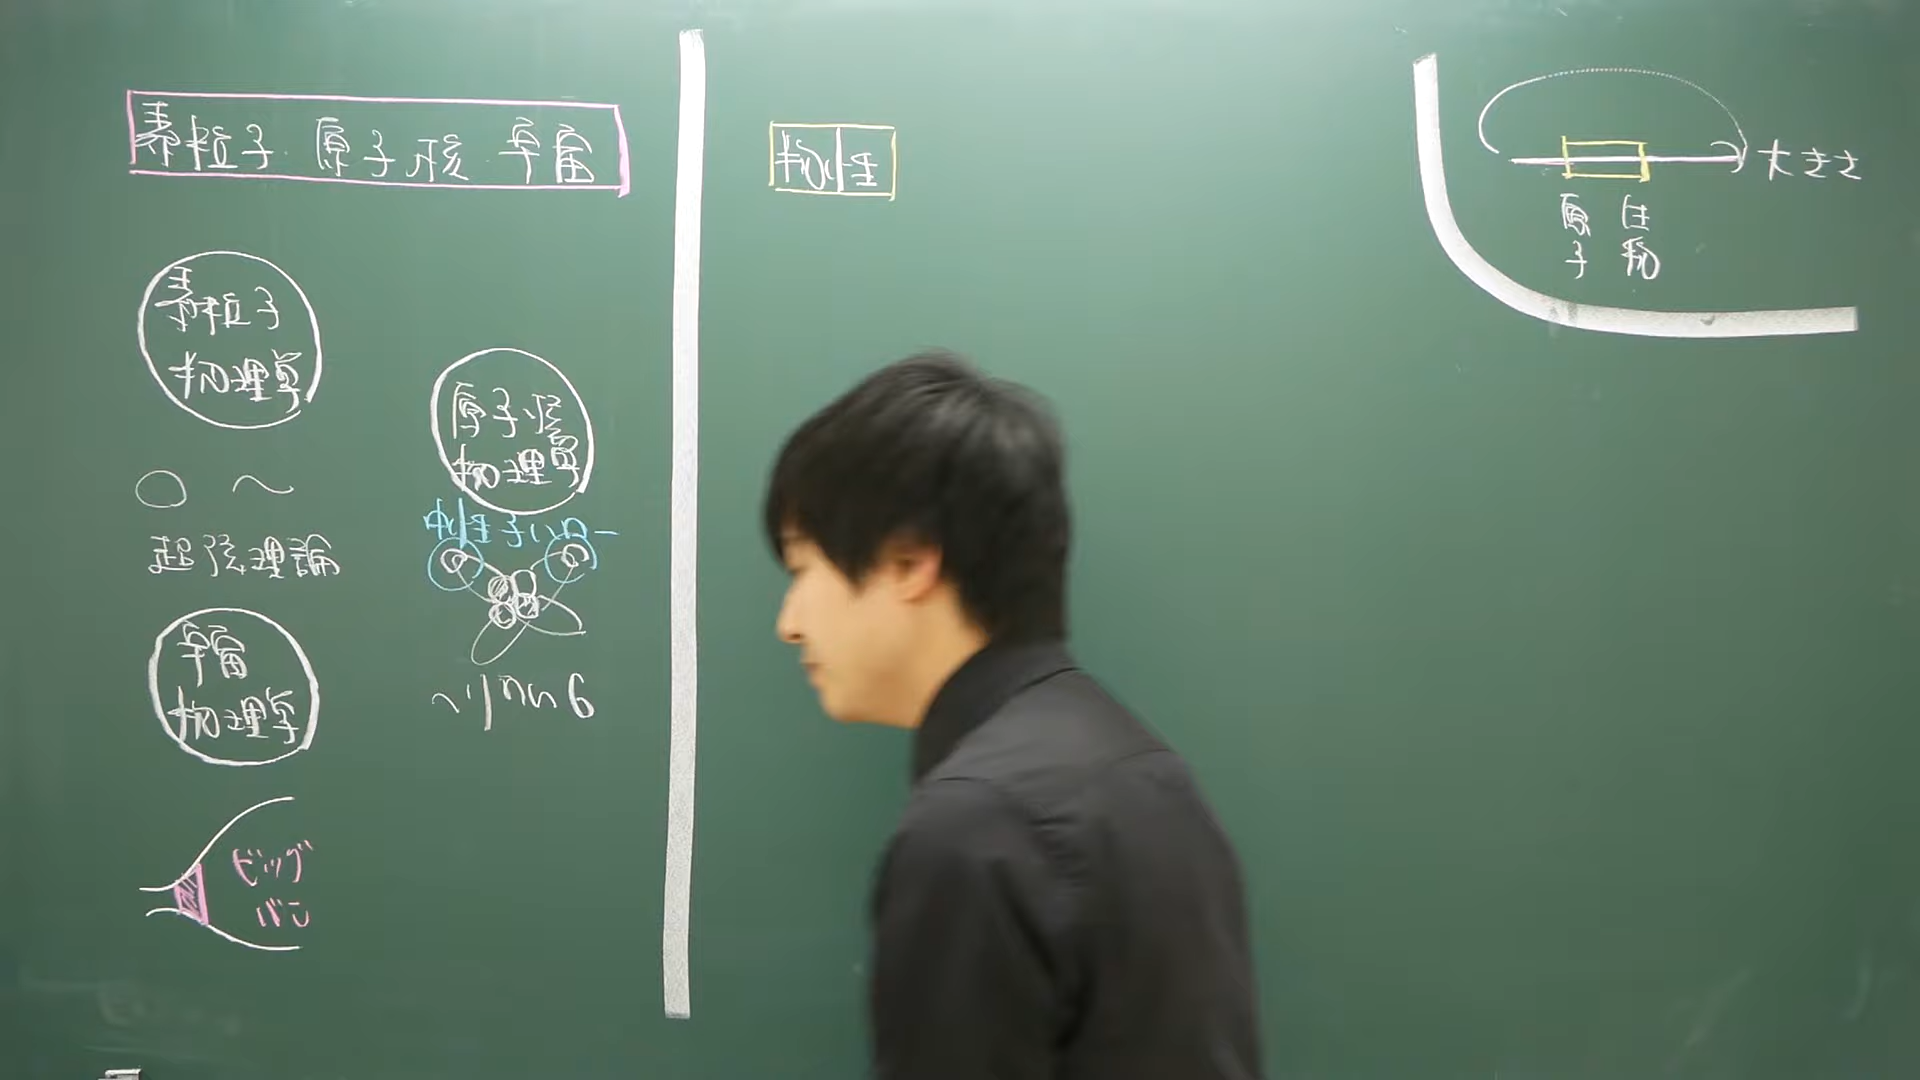 素粒子・原子核・宇宙
素粒子
物理学
超弦理論
宇宙
物理学
ビッグ
バン
原子核
物理学
中性子ハロー
ヘリウム6
物性
大きさ
原子
生物